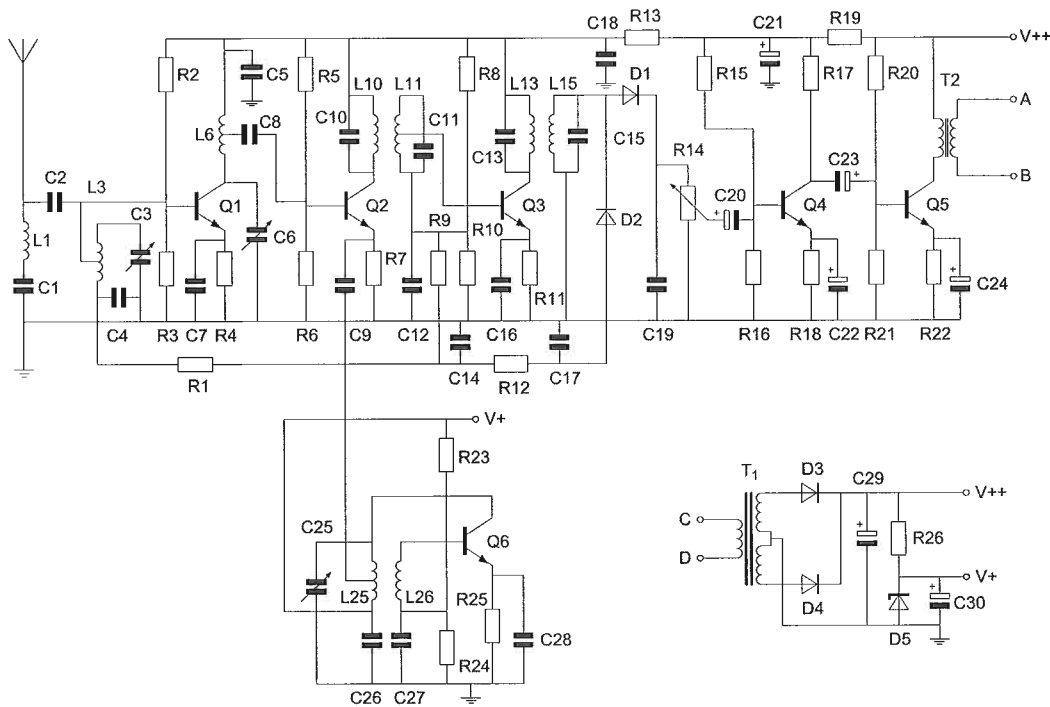 C18 R13 C21 R19 V++
R2 C5 R5 L10 L11 R8 L13 L15 D1 R15 R17 R20 T2
A
L6 C8 C10 C11 C13 C15
C2 L3 R14 C23 B
Q1 Q2 Q3 C20 Q4 Q5
L1 C3 C6 R7 R9 R10 D2
C1 R11 C24
C4 R3 C7 R4 R6 C9 C12 C16 C19 R16 R18 C22 R21 R22
R1 C14 R12 C17
V+
R23 T1 D3 C29 V++
C25 Q6 C R26
D
L25 L26 R25 D4 V+
C30
D5
R24 C28
C26 C27